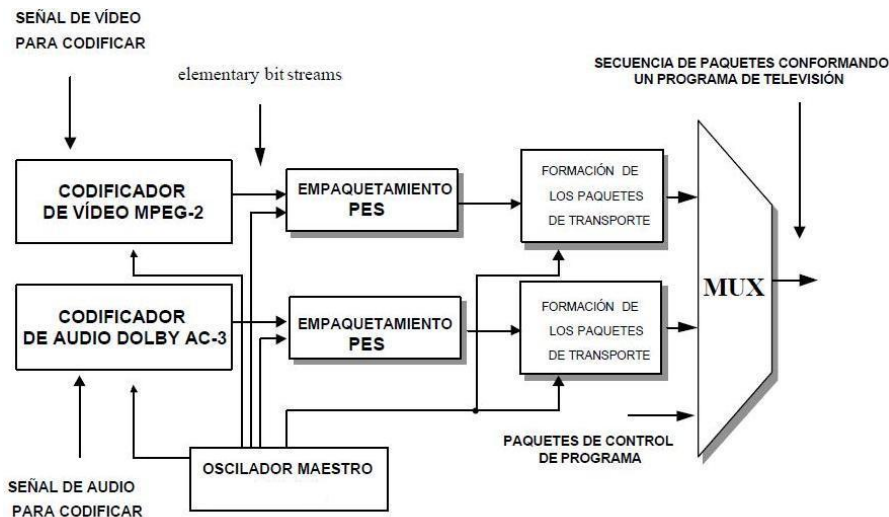 SEÑAL DE VÍDEO
PARA CODIFICAR
elementary bit streams
SECUENCIA DE PAQUETES CONFORMANDO
UN PROGRAMA DE TELEVISIÓN
CODIFICADOR
DE VÍDEO MPEG-2
EMPAQUETAMIENTO
PES
FORMACIÓN DE
LOS PAQUETES
DE TRANSPORTE
MUX
CODIFICADOR
DE AUDIO DOLBY AC-3
EMPAQUETAMIENTO
PES
FORMACIÓN DE
LOS PAQUETES
DE TRANSPORTE
PAQUETES DE CONTROL
DE PROGRAMA
OSCILADOR MAESTRO
SEÑAL DE AUDIO
PARA CODIFICAR